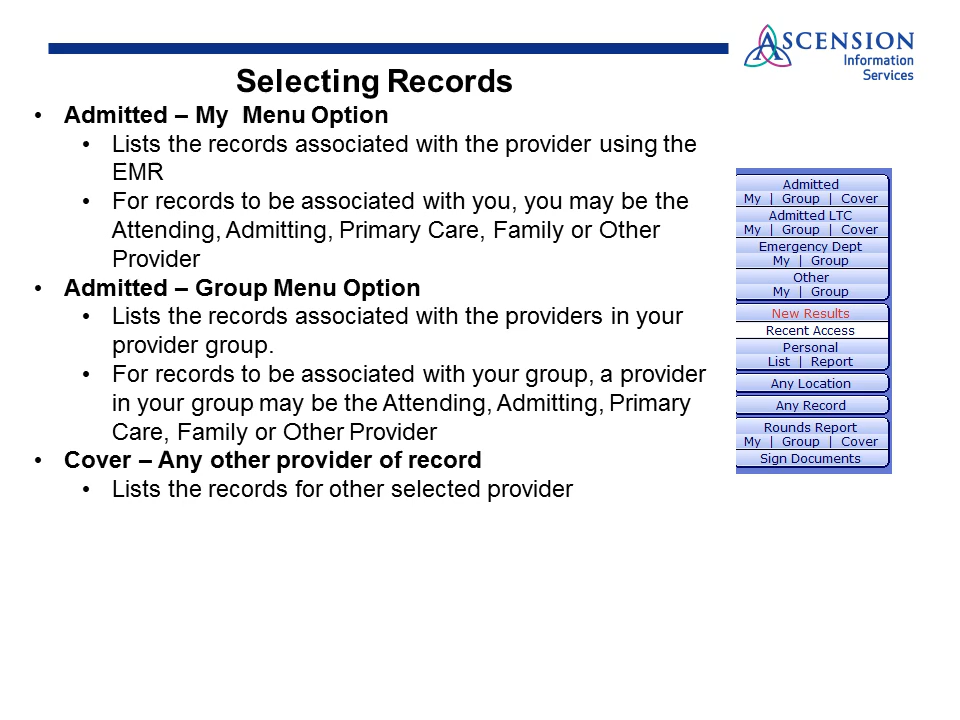 ASCENSION
Information
Services
Selecting Records
• Admitted – My  Menu Option
• Lists the records associated with the provider using the
EMR
• For records to be associated with you, you may be the
Attending, Admitting, Primary Care, Family or Other
Provider
• Admitted – Group Menu Option
• Lists the records associated with the providers in your
provider group.
• For records to be associated with your group, a provider
in your group may be the Attending, Admitting, Primary
Care, Family or Other Provider
• Cover – Any other provider of record
• Lists the records for other selected provider
Admitted
My | Group | Cover
Admitted LTC
My | Group | Cover
Emergency Dept
My | Group
Other
My | Group
New Results
Recent Access
Personal
List | Report
Any Location
Any Record
Rounds Report
My | Group | Cover
Sign Documents